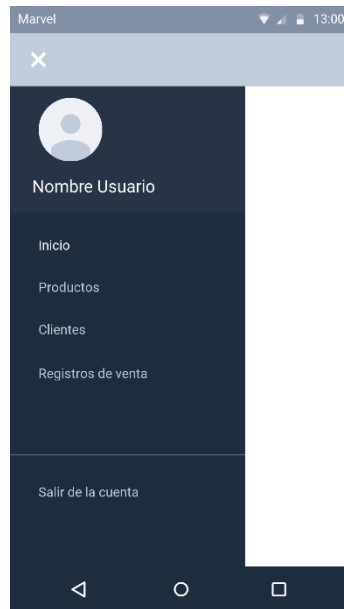 Marvel
13:00
Nombre Usuario
Inicio
Productos
Clientes
Registros de venta
Salir de la cuenta